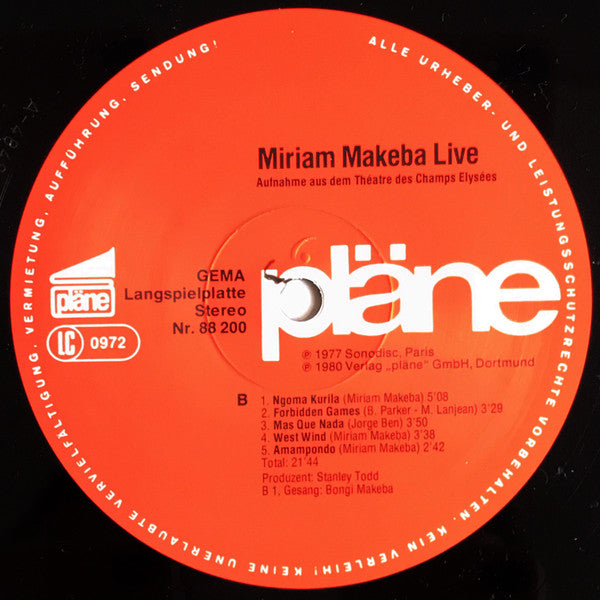 ALLE URHEBER- UND LEISTUNGSSCHUTZRECHTE VORBEHALTEN. KEIN VERLEIH! KEINE UNERLAUBTE VERVIELFÄLTIGUNG, VERMIETUNG, AUFFÜHRUNG, SENDUNG!
Miriam Makeba Live
Aufnahme aus dem Théatre des Champs Elysées
pläne
GEMA
Langspielplatte
Stereo
Nr. 88 200
pläne
LC 0972
℗ 1977 Sonodisc, Paris
℗ 1980 Verlag „pläne" GmbH, Dortmund
B 1. Ngoma Kurila (Miriam Makeba) 5'08
2. Forbidden Games (B. Parker - M. Lanjean) 3'29
3. Mas Que Nada (Jorge Ben) 3'50
4. West Wind (Miriam Makeba) 3'38
5. Amampondo (Miriam Makeba) 2'42
Total: 21'44
Produzent: Stanley Todd
B 1, Gesang: Bongi Makeba